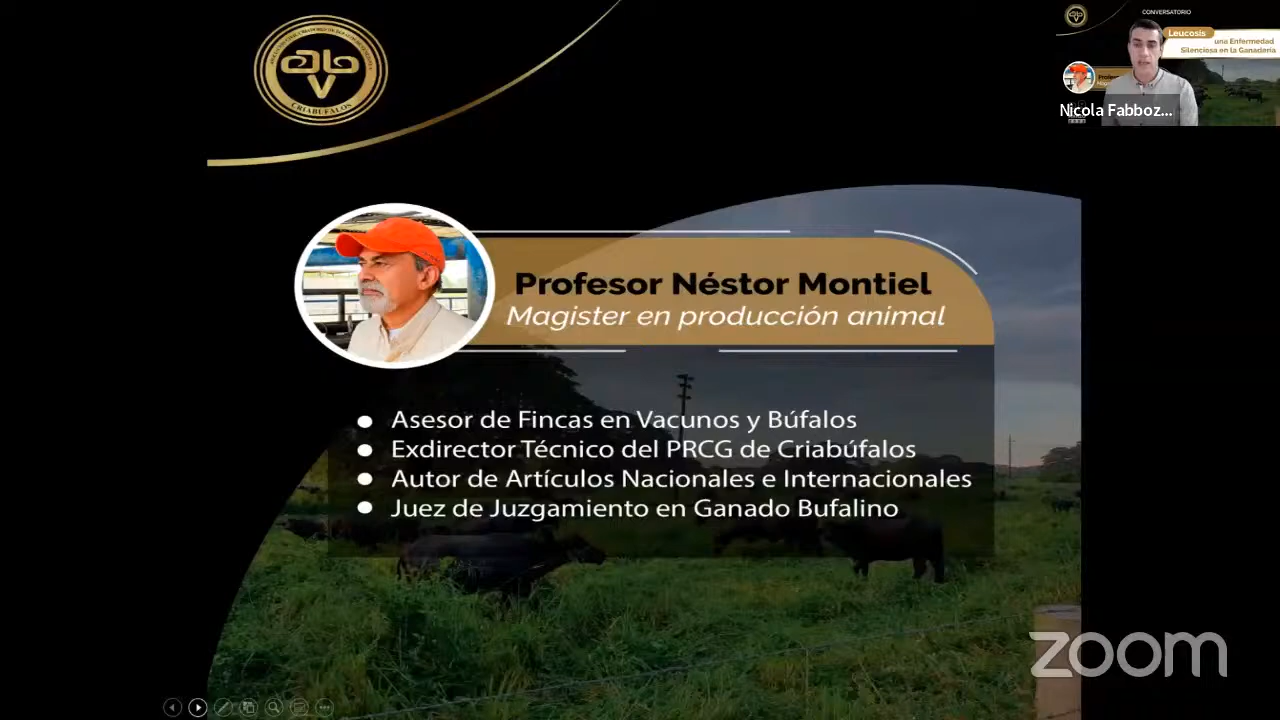 CRIABÚFALOS
Profesor Néstor Montiel
Magister en producción animal
Asesor de Fincas en Vacunos y Búfalos
Exdirector Técnico del PRCG de Criabúfalos
Autor de Artículos Nacionales e Internacionales
Juez de Juzgamiento en Ganado Bufalino
CONVERSATORIO
Leucosis
una Enfermedad
Silenciosa en la Ganadería
Nicola Fabboz...
zoom